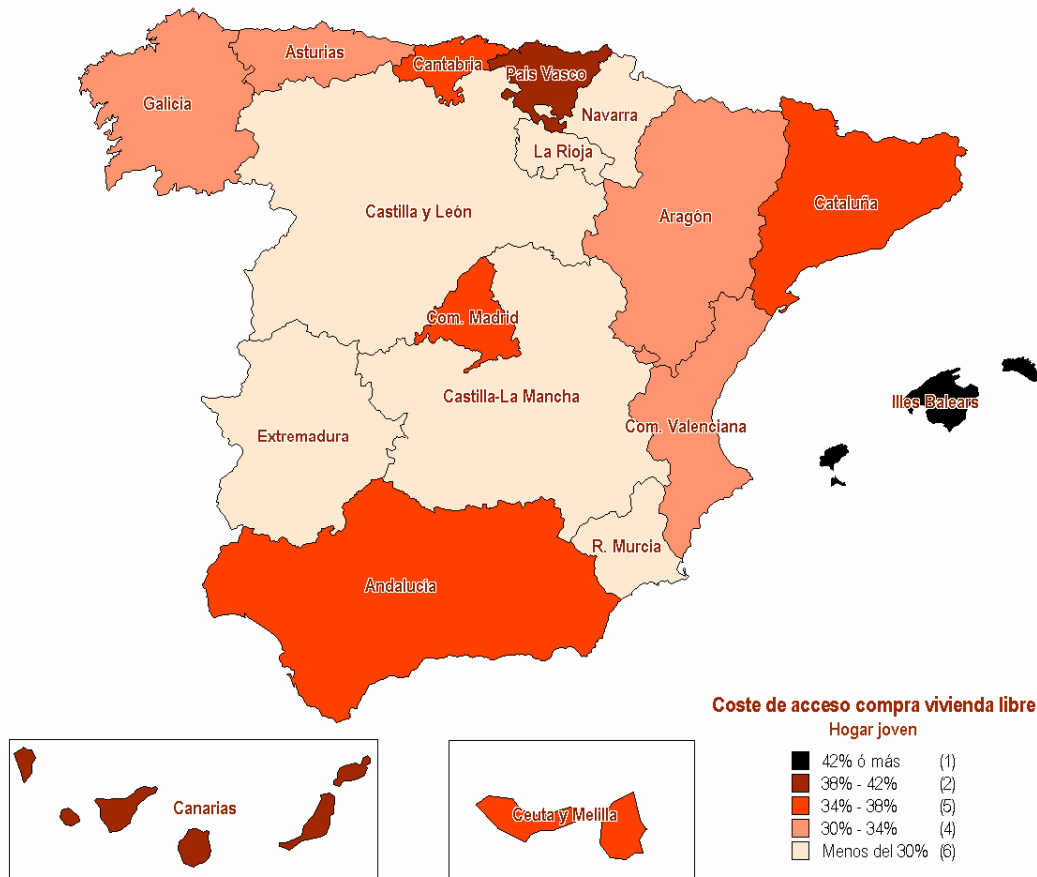 Asturias
Cantabria
Pais Vasco
Galicia
Navarra
La Rioja
Castilla y León
Aragón
Cataluña
Com. Madrid
Castilla-La Mancha
Illes Balears
Com. Valenciana
Extremadura
R. Murcia
Andalucía
Canarias
Ceuta y Melilla
Coste de acceso compra vivienda libre
Hogar joven
42% ó más (1)
38% - 42% (2)
34% - 38% (5)
30% - 34% (4)
Menos del 30% (6)